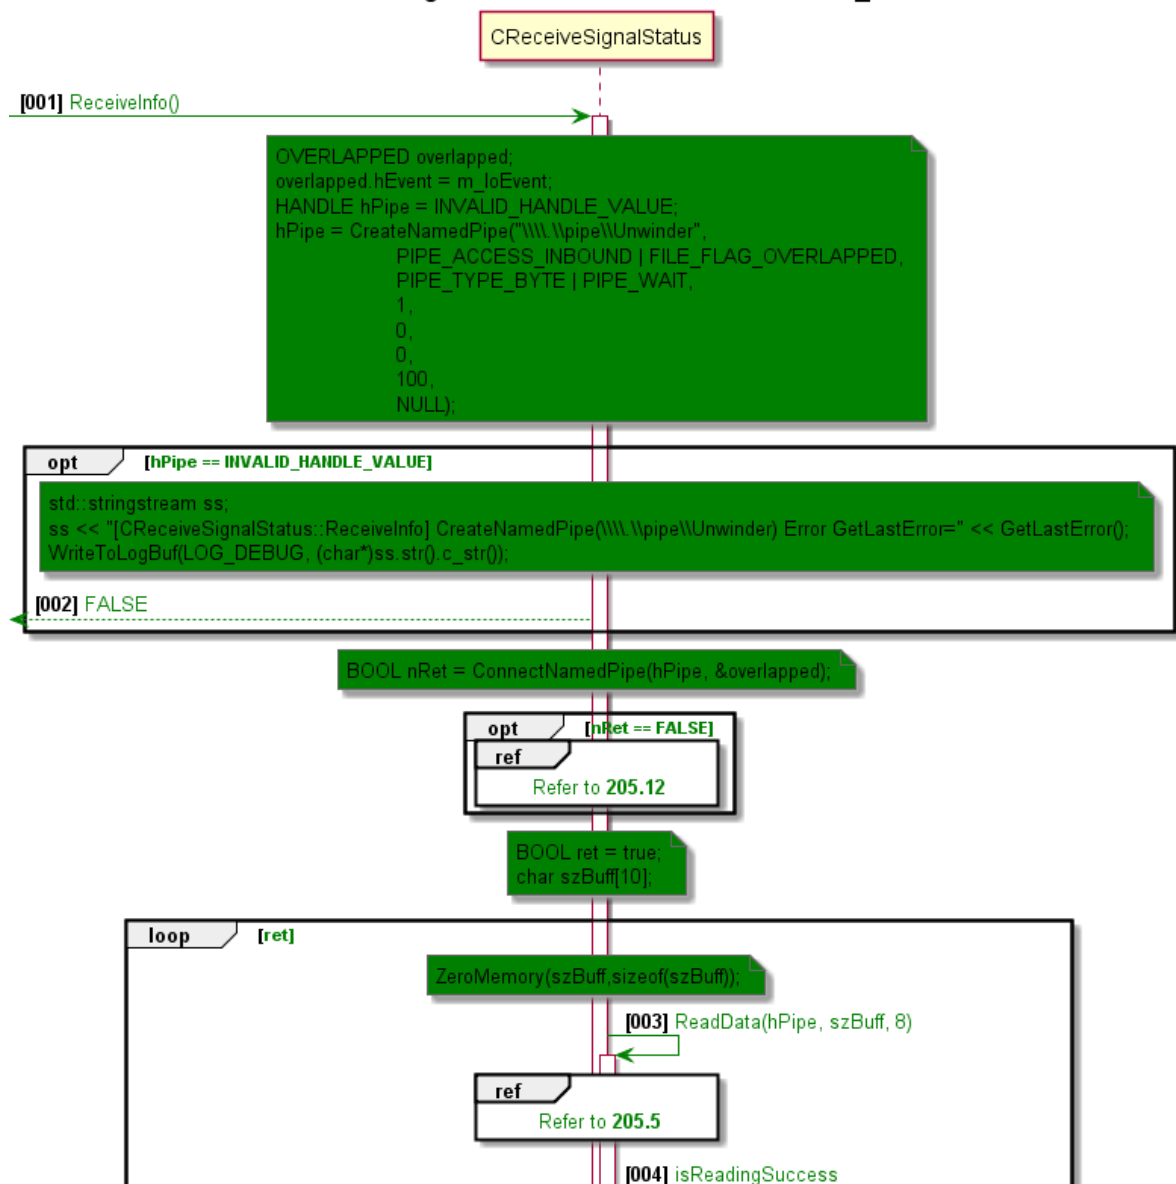 CReceiveSignalStatus
[001] ReceiveInfo()
OVERLAPPED overlapped;
overlapped.hEvent = m_IoEvent;
HANDLE hPipe = INVALID_HANDLE_VALUE;
hPipe = CreateNamedPipe("\\\\.\\pipe\\Unwinder",
PIPE_ACCESS_INBOUND | FILE_FLAG_OVERLAPPED,
PIPE_TYPE_BYTE | PIPE_WAIT,
1,
0,
0,
100,
NULL);
opt [hPipe == INVALID_HANDLE_VALUE]
std::stringstream ss;
ss << "[CReceiveSignalStatus::ReceiveInfo] CreateNamedPipe(\\\\.\\pipe\\Unwinder) Error GetLastError=" << GetLastError();
WriteToLogBuf(LOG_DEBUG, (char*)ss.str().c_str());
[002] FALSE
BOOL nRet = ConnectNamedPipe(hPipe, &overlapped);
opt [nRet == FALSE]
ref
Refer to 205.12
BOOL ret = true;
char szBuff[10];
loop [ret]
ZeroMemory(szBuff,sizeof(szBuff));
[003] ReadData(hPipe, szBuff, 8)
ref
Refer to 205.5
[004] isReadingSuccess